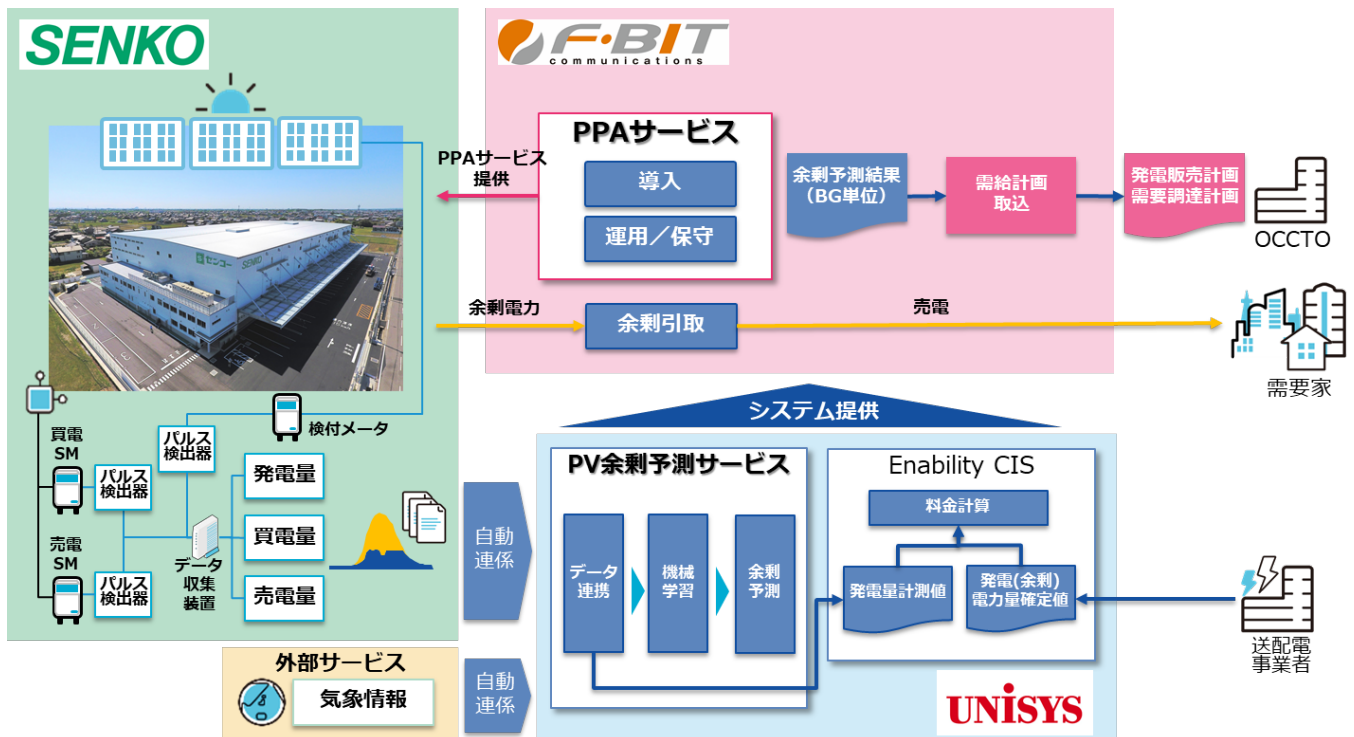 SENKO
F·BIT
communications
PPAサービス
導入
運用／保守
PPAサービス
提供
余剰予測結果
（BG単位）
需給計画
取込
発電販売計画
需要調達計画
OCCTO
センコー SENKO
余剰電力
余剰引取
売電
需要家
システム提供
検付メータ
買電
SM
パルス
検出器
パルス
検出器
売電
SM
パルス
検出器
データ
収集
装置
発電量
買電量
売電量
自動
連係
PV余剰予測サービス
データ
連携
機械
学習
余剰
予測
Enability CIS
料金計算
発電量計測値
発電(余剰)
電力量確定値
送配電
事業者
外部サービス
気象情報
自動
連係
UNiSYS